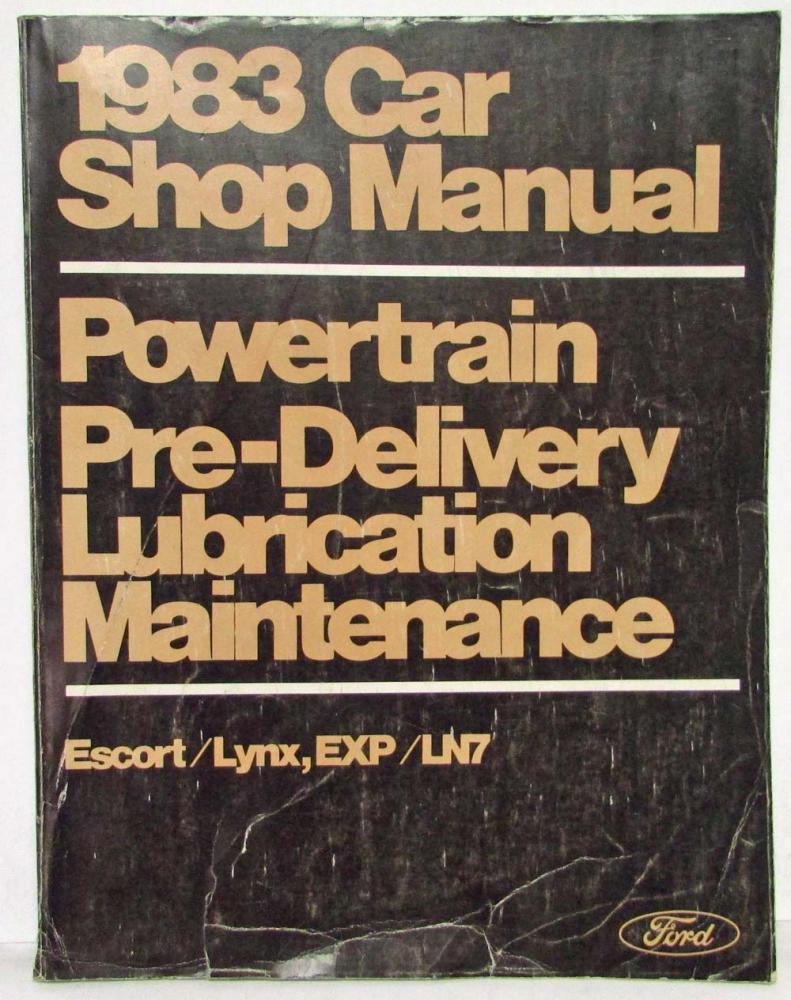 1983 Car
Shop Manual
Powertrain
Pre-Delivery
Lubrication
Maintenance
Escort/Lynx, EXP/LN7
Ford